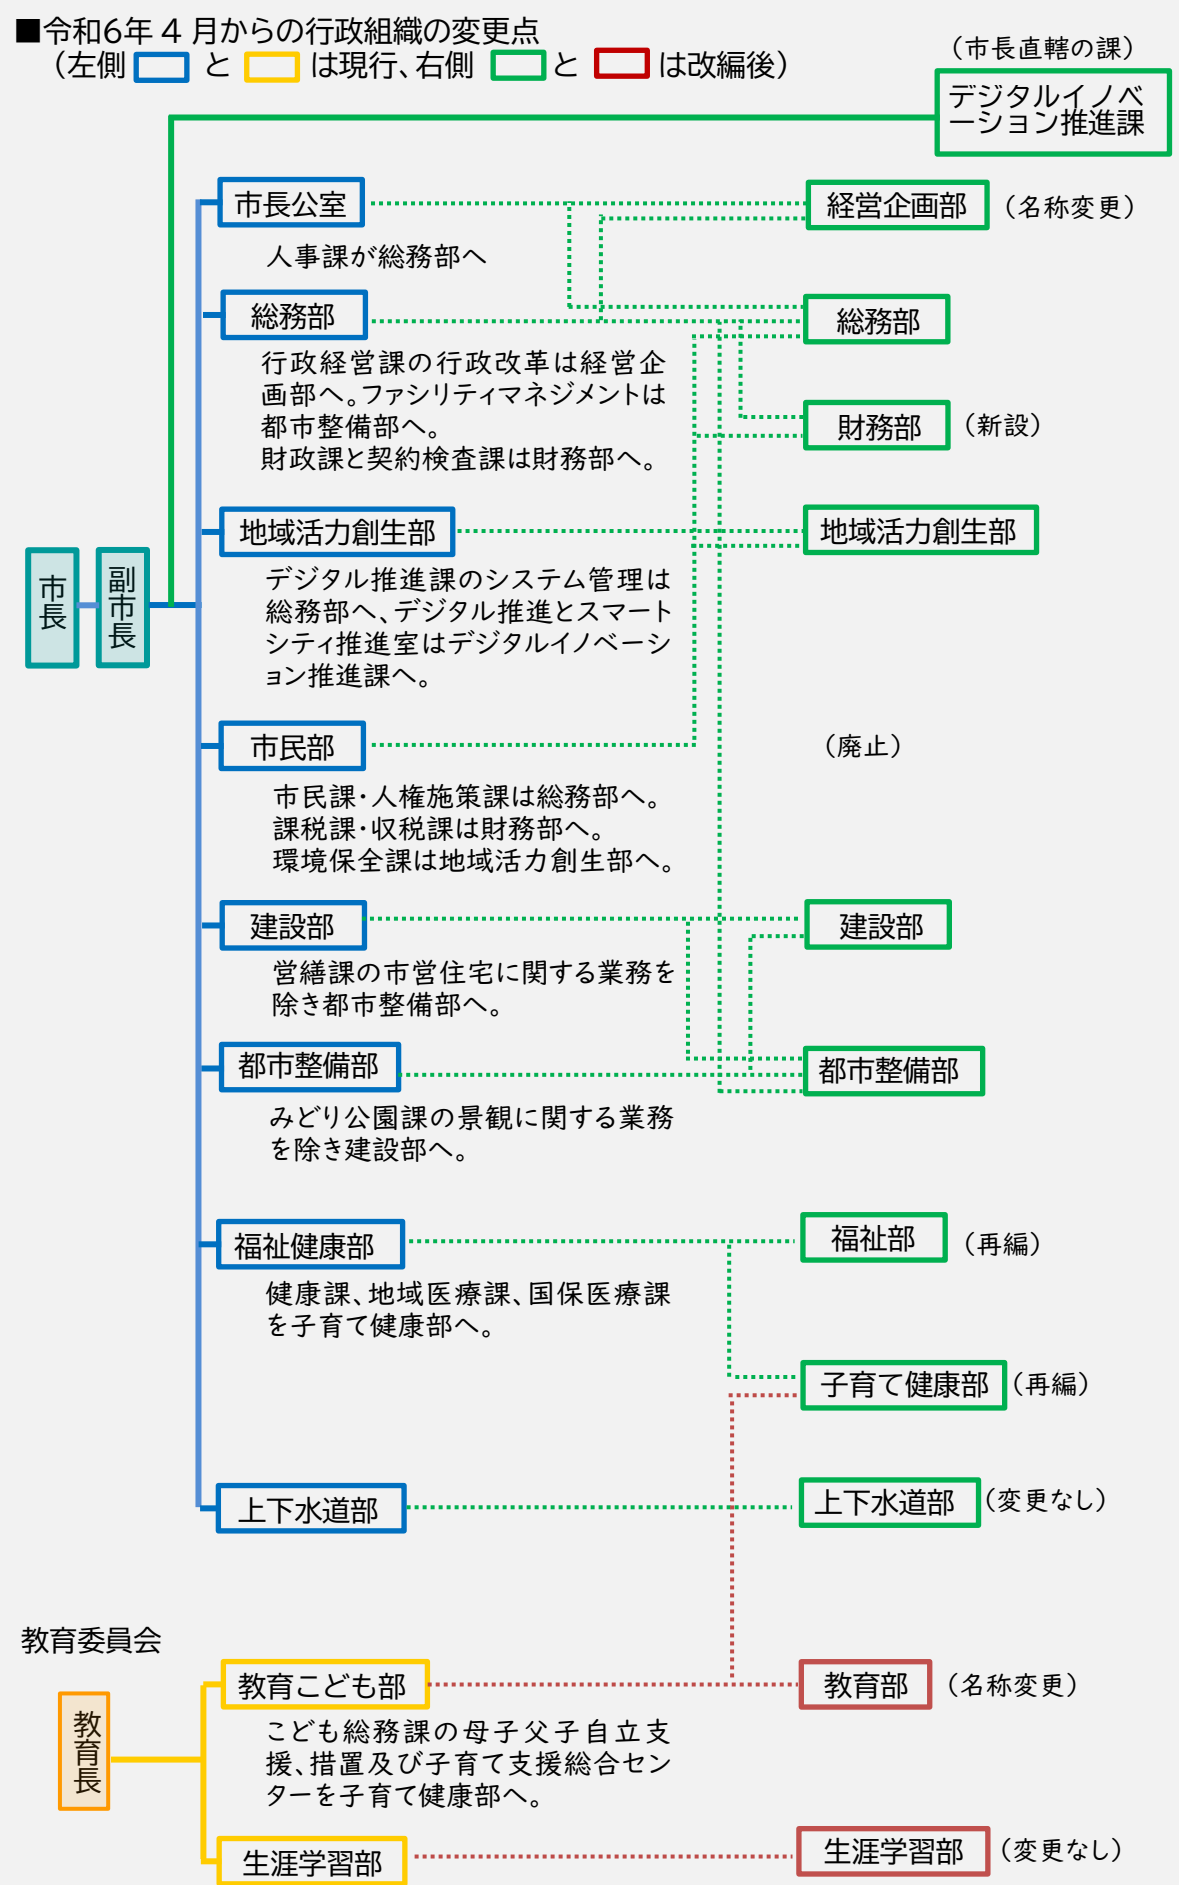 ■令和6年4月からの行政組織の変更点
（左側 と は現行、右側 と は改編後）
（市長直轄の課）
デジタルイノベ
ーション推進課
市長公室
経営企画部
（名称変更）
人事課が総務部へ
総務部
総務部
行政経営課の行政改革は経営企
画部へ。ファシリティマネジメントは
都市整備部へ。
財政課と契約検査課は財務部へ。
財務部
（新設）
地域活力創生部
地域活力創生部
市長
副市長
デジタル推進課のシステム管理は
総務部へ、デジタル推進とスマート
シティ推進室はデジタルイノベーシ
ョン推進課へ。
市民部
（廃止）
市民課・人権施策課は総務部へ。
課税課・収税課は財務部へ。
環境保全課は地域活力創生部へ。
建設部
建設部
営繕課の市営住宅に関する業務を
除き都市整備部へ。
都市整備部
都市整備部
みどり公園課の景観に関する業務
を除き建設部へ。
福祉健康部
福祉部
（再編）
健康課、地域医療課、国保医療課
を子育て健康部へ。
子育て健康部
（再編）
上下水道部
上下水道部
（変更なし）
教育委員会
教育長
教育こども部
教育部
（名称変更）
こども総務課の母子父子自立支
援、措置及び子育て支援総合セン
ターを子育て健康部へ。
生涯学習部
生涯学習部
（変更なし）